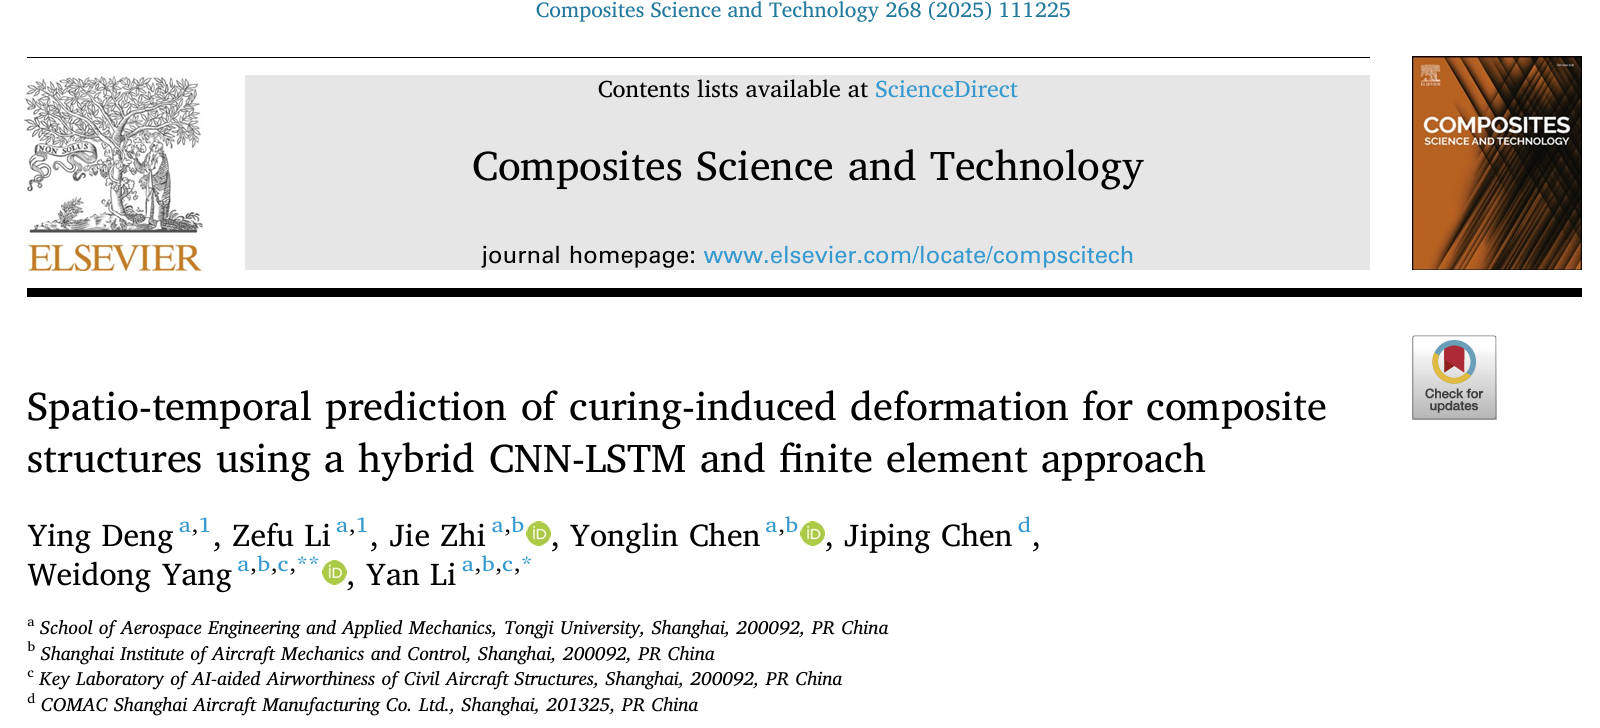 Composites Science and Technology 268 (2025) 111225
Contents lists available at ScienceDirect
Composites Science and Technology
journal homepage: www.elsevier.com/locate/compscitech
NON SOLUS
ELSEVIER
COMPOSITES
SCIENCE AND TECHNOLOGY
Check for
updates
Spatio-temporal prediction of curing-induced deformation for composite
structures using a hybrid CNN-LSTM and finite element approach
Ying Deng a,1, Zefu Li a,1, Jie Zhi a,b iD, Yonglin Chen a,b iD, Jiping Chen d,
Weidong Yang a,b,c,** iD, Yan Li a,b,c,*
a School of Aerospace Engineering and Applied Mechanics, Tongji University, Shanghai, 200092, PR China
b Shanghai Institute of Aircraft Mechanics and Control, Shanghai, 200092, PR China
c Key Laboratory of AI-aided Airworthiness of Civil Aircraft Structures, Shanghai, 200092, PR China
d COMAC Shanghai Aircraft Manufacturing Co. Ltd., Shanghai, 201325, PR China